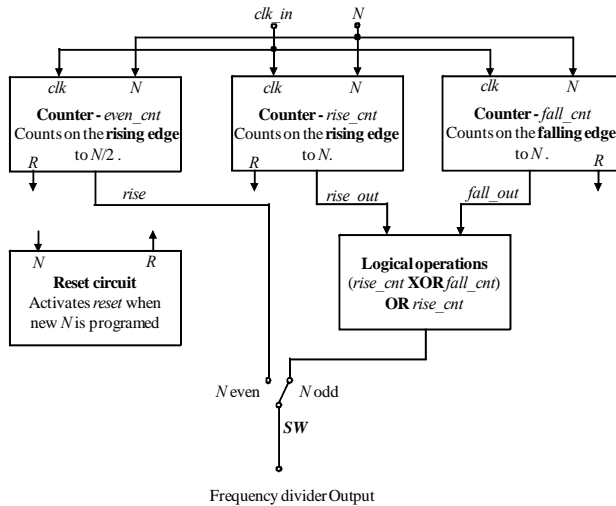 clk_in N
clk N
Counter - even_cnt
Counts on the rising edge
to N/2 .
R
clk N
Counter - rise_cnt
Counts on the rising edge
to N.
R
clk N
Counter - fall_cnt
Counts on the falling edge
to N .
R
rise
rise_out
fall_out
N R
Reset circuit
Activates reset when
new N is programed
Logical operations
(rise_cnt XOR fall_cnt)
OR rise_cnt
N even
N odd
SW
Frequency divider Output